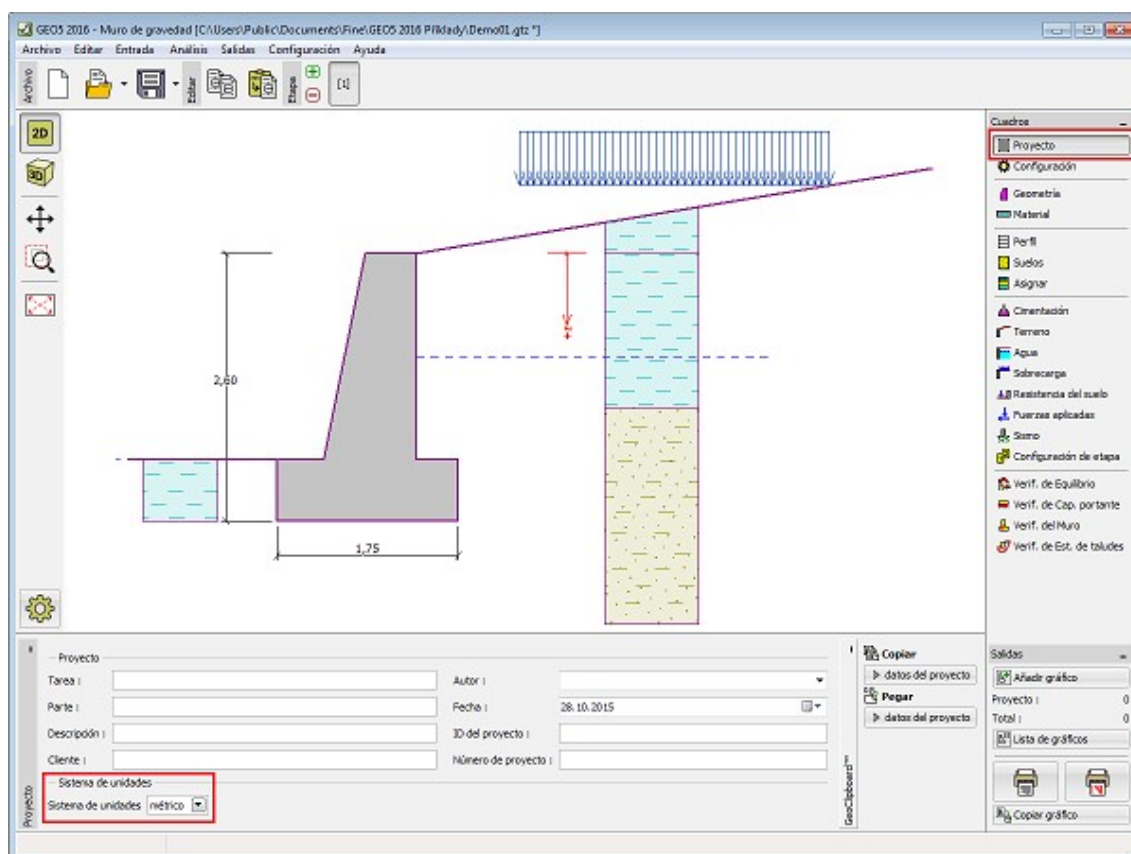 GEO5 2016 - Muro de gravedad [C:\Users\Public\Documents\Fine\GEO5 2016 Příklady\Demo01.gtz *]
Archivo Editar Entrada Análisis Salidas Configuración Ayuda
Archivo
Editar
Etapa
[1]
2D
3D
2,60
1,75
+z
Cuadros
Proyecto
Configuración
Geometría
Material
Perfil
Suelos
Asignar
Cimentación
Terreno
Agua
Sobrecarga
Resistencia del suelo
Fuerzas aplicadas
Sismo
Configuración de etapa
Verif. de Equilibrio
Verif. de Cap. portante
Verif. del Muro
Verif. de Est. de taludes
Proyecto
Proyecto
Tarea :
Parte :
Descripción :
Cliente :
Autor :
Fecha : 28.10.2015
ID del proyecto :
Número de proyecto :
Sistema de unidades
Sistema de unidades métrico
GeoClipboard™
Copiar
datos del proyecto
Pegar
datos del proyecto
Salidas
Añadir gráfico
Proyecto : 0
Total : 0
Lista de gráficos
Copiar gráfico